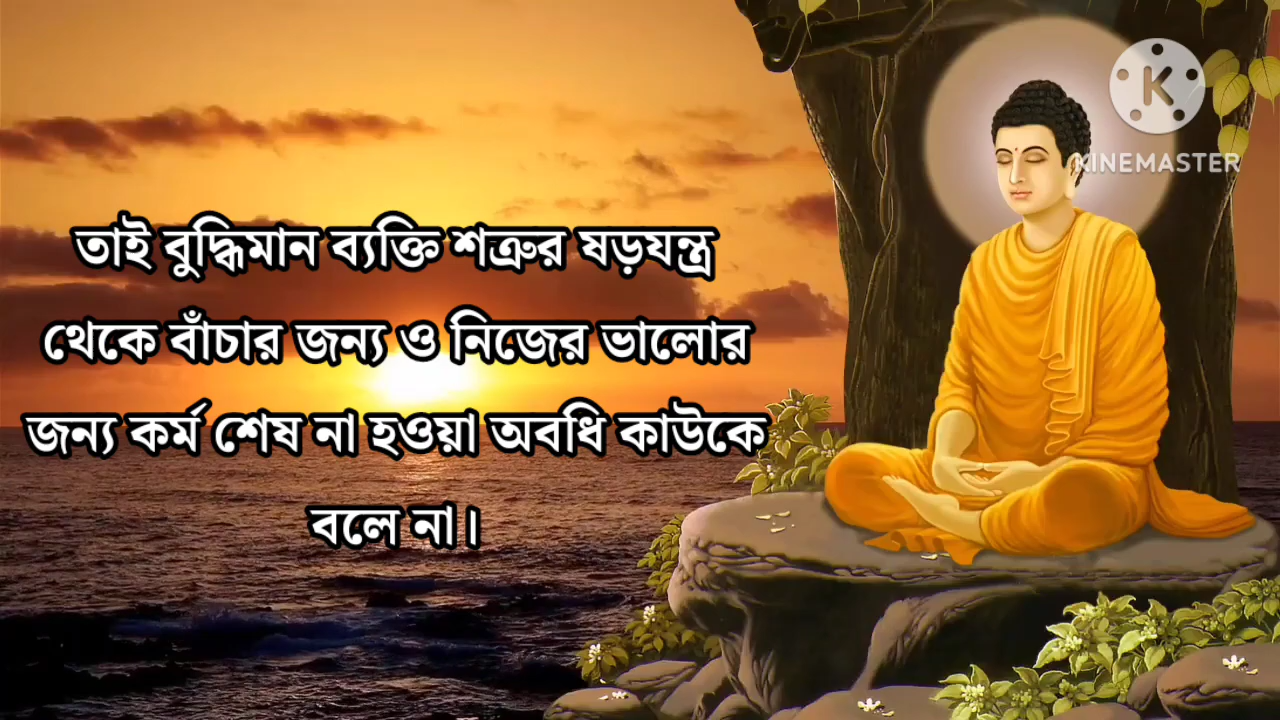 তাই বুদ্ধিমান ব্যক্তি শত্রুর ষড়যন্ত্র
থেকে বাঁচার জন্য ও নিজের ভালোর
জন্য কর্ম শেষ না হওয়া অবধি কাউকে
বলে না।
K
KINEMASTER